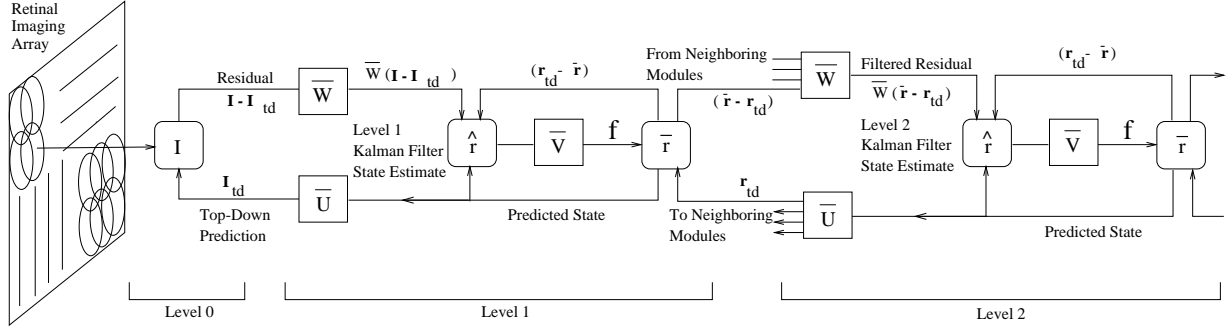 Retinal
Imaging
Array
Residual
I - I td
W̅
W̅ (I - I td )
(r td - r̅)
From Neighboring
Modules
(r̅ - r td)
W̅
Filtered Residual
W̅ (r̅ - r td)
(r td - r̅)
I
Level 1
Kalman Filter
State Estimate
r̂
V̅
f
r̅
Level 2
Kalman Filter
State Estimate
r̂
V̅
f
r̅
I td
Top-Down
Prediction
U̅
Predicted State
r td
To Neighboring
Modules
U̅
Predicted State
Level 0
Level 1
Level 2